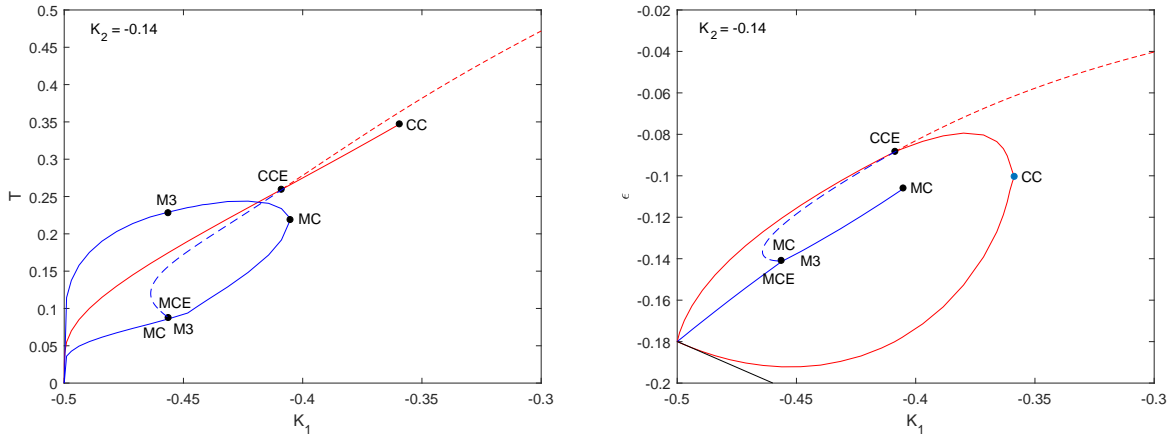 0.5
0.45
0.4
0.35
0.3
0.25
0.2
0.15
0.1
0.05
0
T
K2 = -0.14
CC
CCE
M3
MC
MCE
MC
M3
-0.5
-0.45
-0.4
-0.35
-0.3
K1
-0.02
-0.04
-0.06
-0.08
-0.1
-0.12
-0.14
-0.16
-0.18
-0.2
ϵ
K2 = -0.14
CCE
CC
MC
MC
M3
MCE
-0.5
-0.45
-0.4
-0.35
-0.3
K1